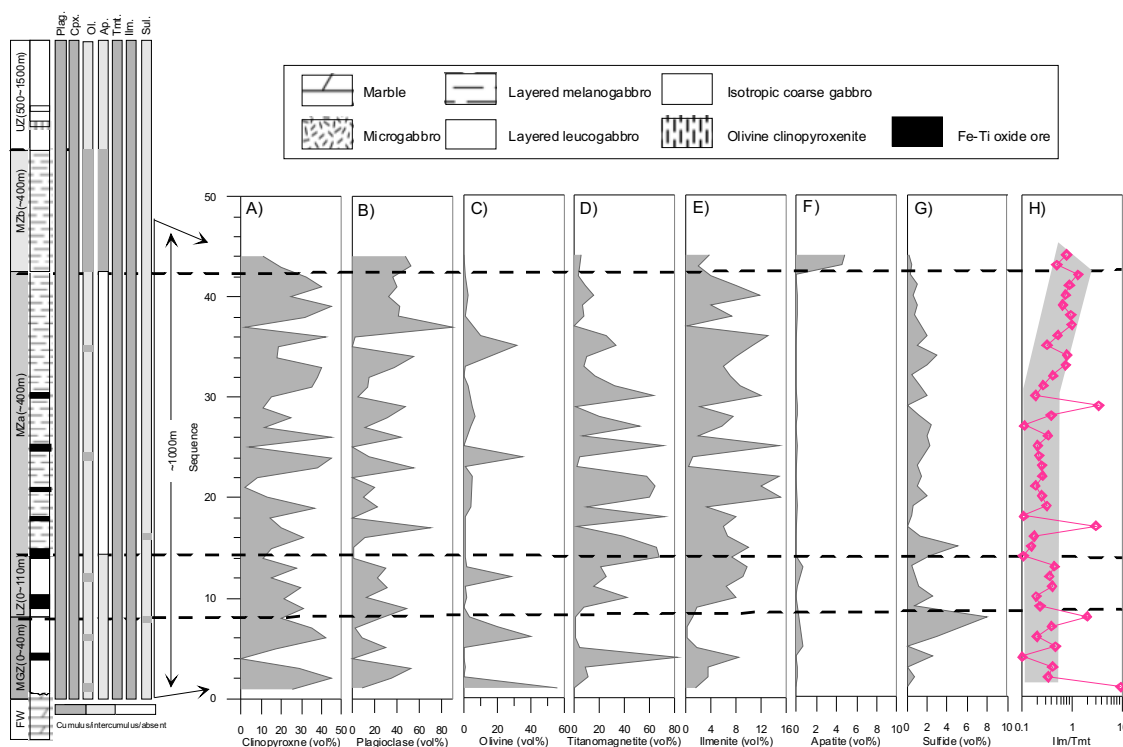 Plag.
Cpx.
Ol.
Ap.
Tmt.
Ilm.
Sul.
UZ(500~1500m)
MZb(~400m)
MZa(~400m)
LZ(0~110m)
MGZ(0~40m)
FW
Cumulus/intercumulus/absent
~1000m
Sequence
Marble
Layered melanogabbro
Isotropic coarse gabbro
Microgabbro
Layered leucogabbro
Olivine clinopyroxenite
Fe-Ti oxide ore
50
40
30
20
10
0
A)
B)
C)
D)
E)
F)
G)
H)
0 10 20 30 40 50
0 20 40 60 80
0 20 40 60
0 20 40 60 80
0 4 8 12 16
0 2 4 6 8
0 2 4 6 8 10
0.1 1 10
Clinopyroxne (vol%)
Plagioclase (vol%)
Olivine (vol%)
Titanomagnetite (vol%)
Ilmenite (vol%)
Apatite (vol%)
Sulfide (vol%)
Ilm/Tmt